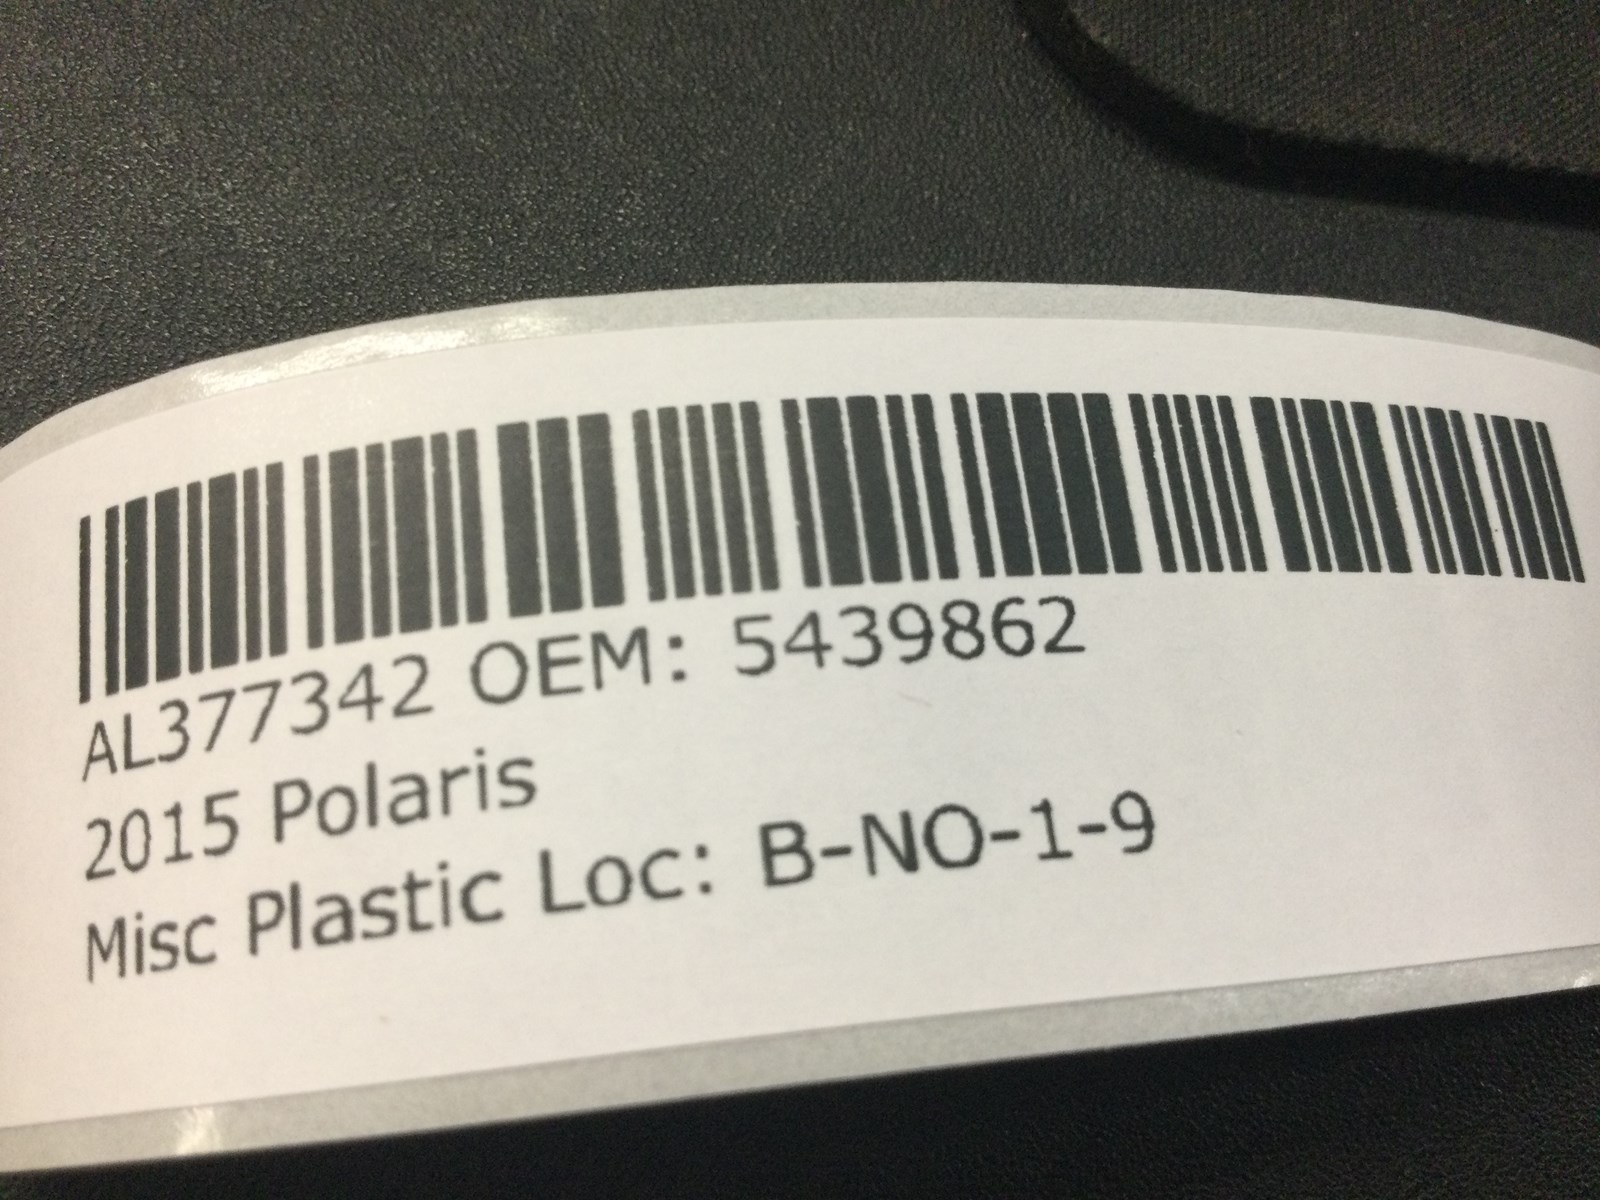 AL377342 OEM: 5439862
2015 Polaris
Misc Plastic Loc: B-NO-1-9